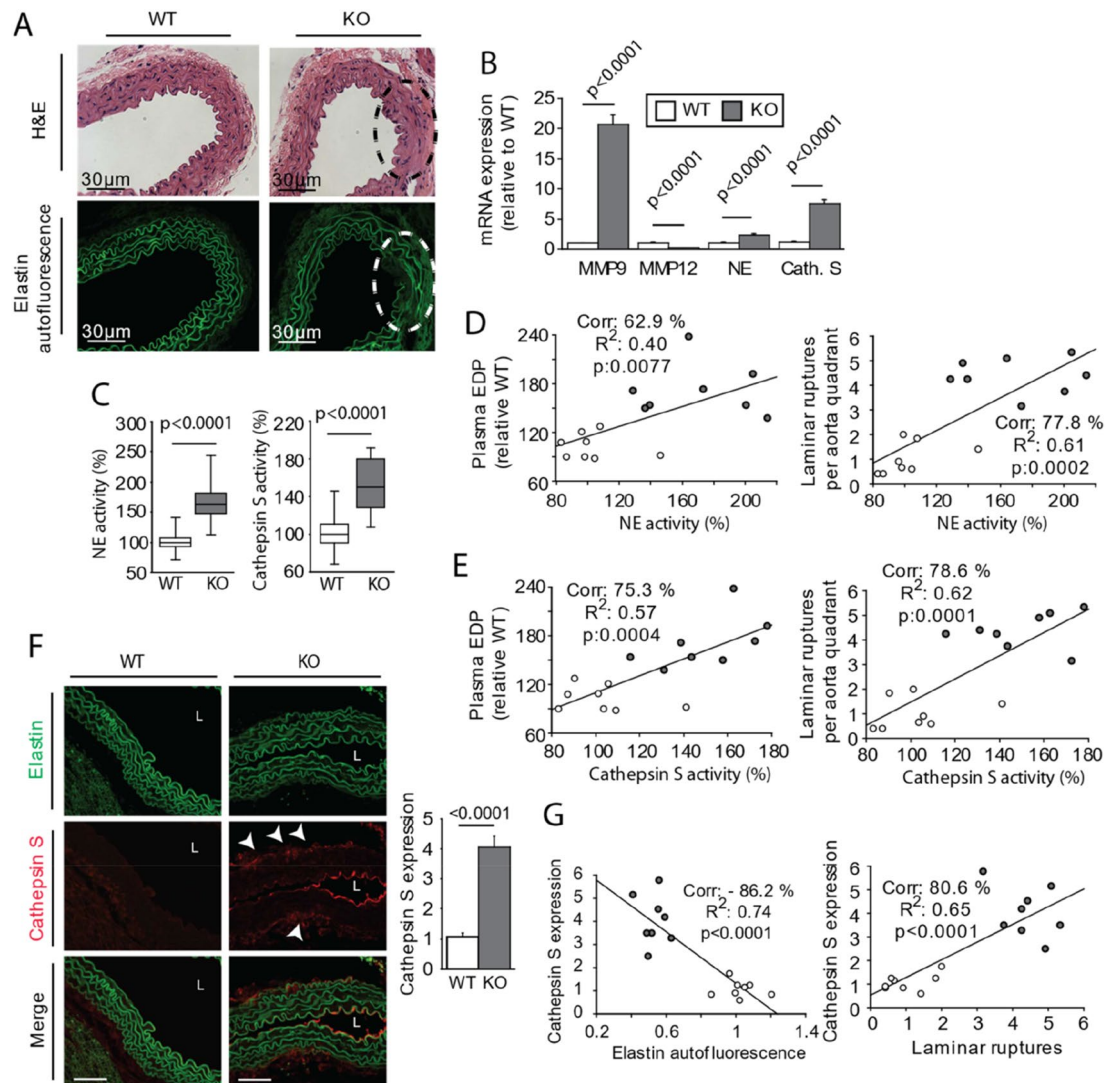 A
WT
KO
H&E
30µm
30µm
Elastin
autofluorescence
30µm
30µm
B
mRNA expression
(relative to WT)
25
20
15
10
5
0
p<0.0001
p<0.0001
p<0.0001
p<0.0001
WT
KO
MMP9
MMP12
NE
Cath. S
C
NE activity (%)
300
250
200
150
100
50
p<0.0001
WT
KO
Cathepsin S activity (%)
220
180
140
100
60
p<0.0001
WT
KO
D
Plasma EDP
(relative WT)
240
180
120
60
Corr: 62.9 %
R2: 0.40
p:0.0077
80
120
160
200
NE activity (%)
Laminar ruptures
per aorta quadrant
6
5
4
3
2
1
0
Corr: 77.8 %
R2: 0.61
p:0.0002
80
120
160
200
NE activity (%)
E
Plasma EDP
(relative WT)
240
180
120
60
Corr: 75.3 %
R2: 0.57
p:0.0004
80
100
120
140
160
180
Cathepsin S activity (%)
Laminar ruptures
per aorta quadrant
6
5
4
3
2
1
0
Corr: 78.6 %
R2: 0.62
p:0.0001
80
100
120
140
160
180
Cathepsin S activity (%)
F
WT
KO
Elastin
L
L
Cathepsin S
L
L
Merge
L
L
Cathepsin S expression
5
4
3
2
1
0
<0.0001
WT
KO
G
Cathepsin S expression
6
5
4
3
2
1
0
Corr: - 86.2 %
R2: 0.74
p<0.0001
0.2
0.6
1
1.4
Elastin autofluorescence
Cathepsin S expression
6
5
4
3
2
1
0
Corr: 80.6 %
R2: 0.65
p<0.0001
0
1
2
3
4
5
6
Laminar ruptures